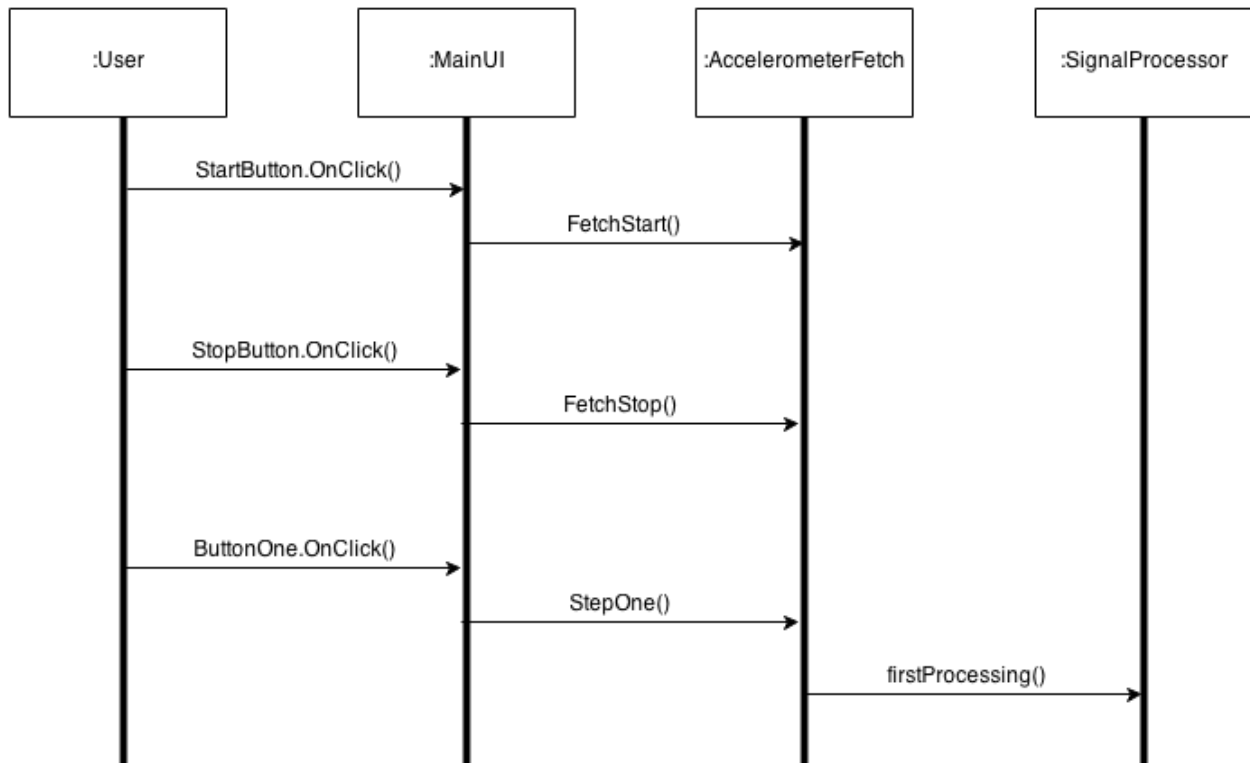 :User
:MainUI
:AccelerometerFetch
:SignalProcessor
StartButton.OnClick()
FetchStart()
StopButton.OnClick()
FetchStop()
ButtonOne.OnClick()
StepOne()
firstProcessing()